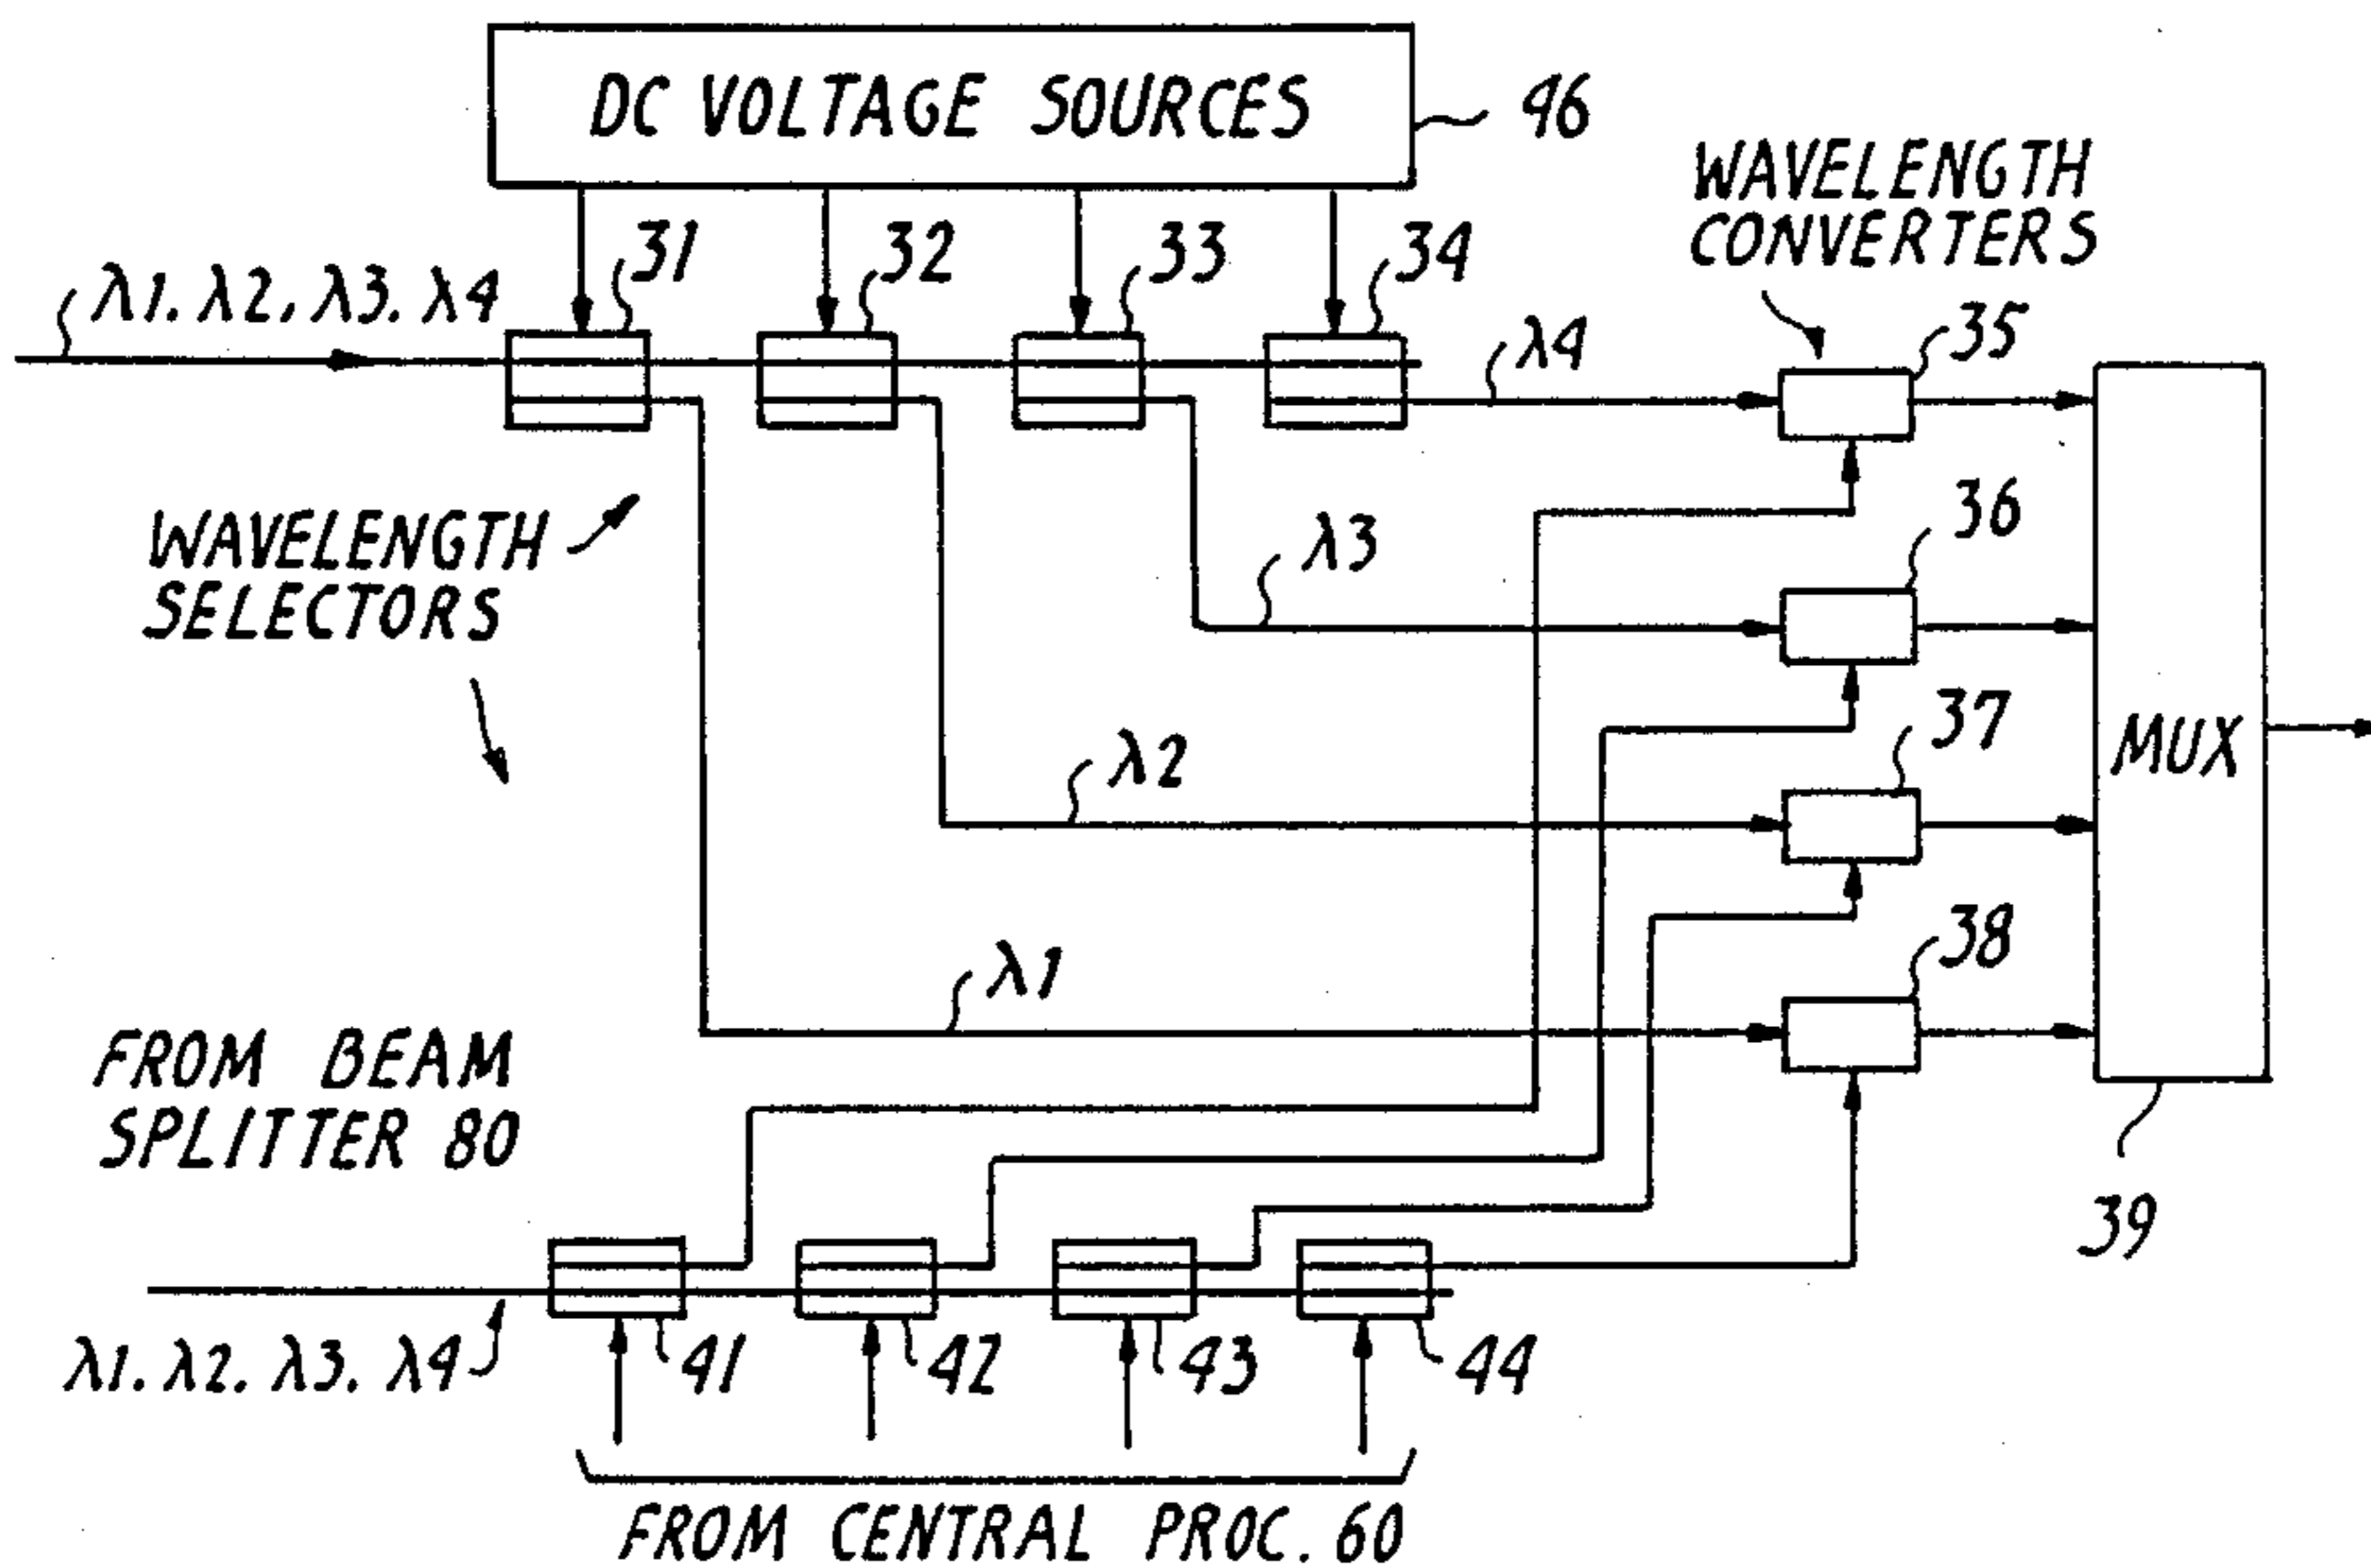 DC VOLTAGE SOURCES
46
WAVELENGTH
CONVERTERS
31
32
33
34
λ1. λ2, λ3. λ4
35
λ4
WAVELENGTH
SELECTORS
36
λ3
37
λ2
MUX
38
λ1
FROM BEAM
SPLITTER 80
39
λ1. λ2. λ3. λ4
41
42
43
44
FROM CENTRAL PROC. 60